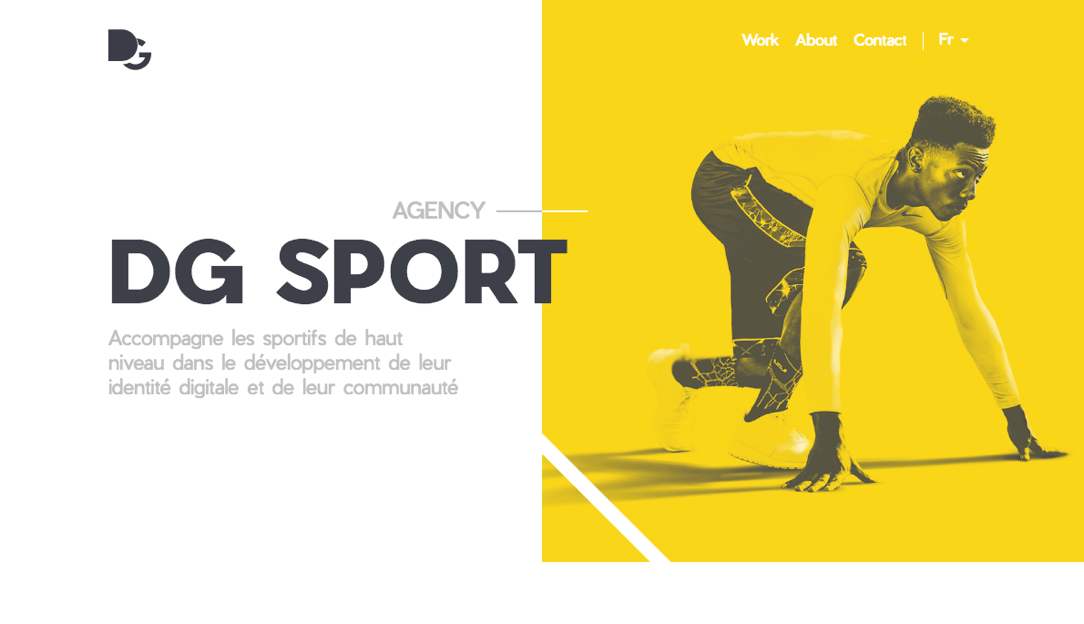 DG
Work About Contact Fr
AGENCY
DG SPORT
Accompagne les sportifs de haut
niveau dans le développement de leur
identité digitale et de leur communauté